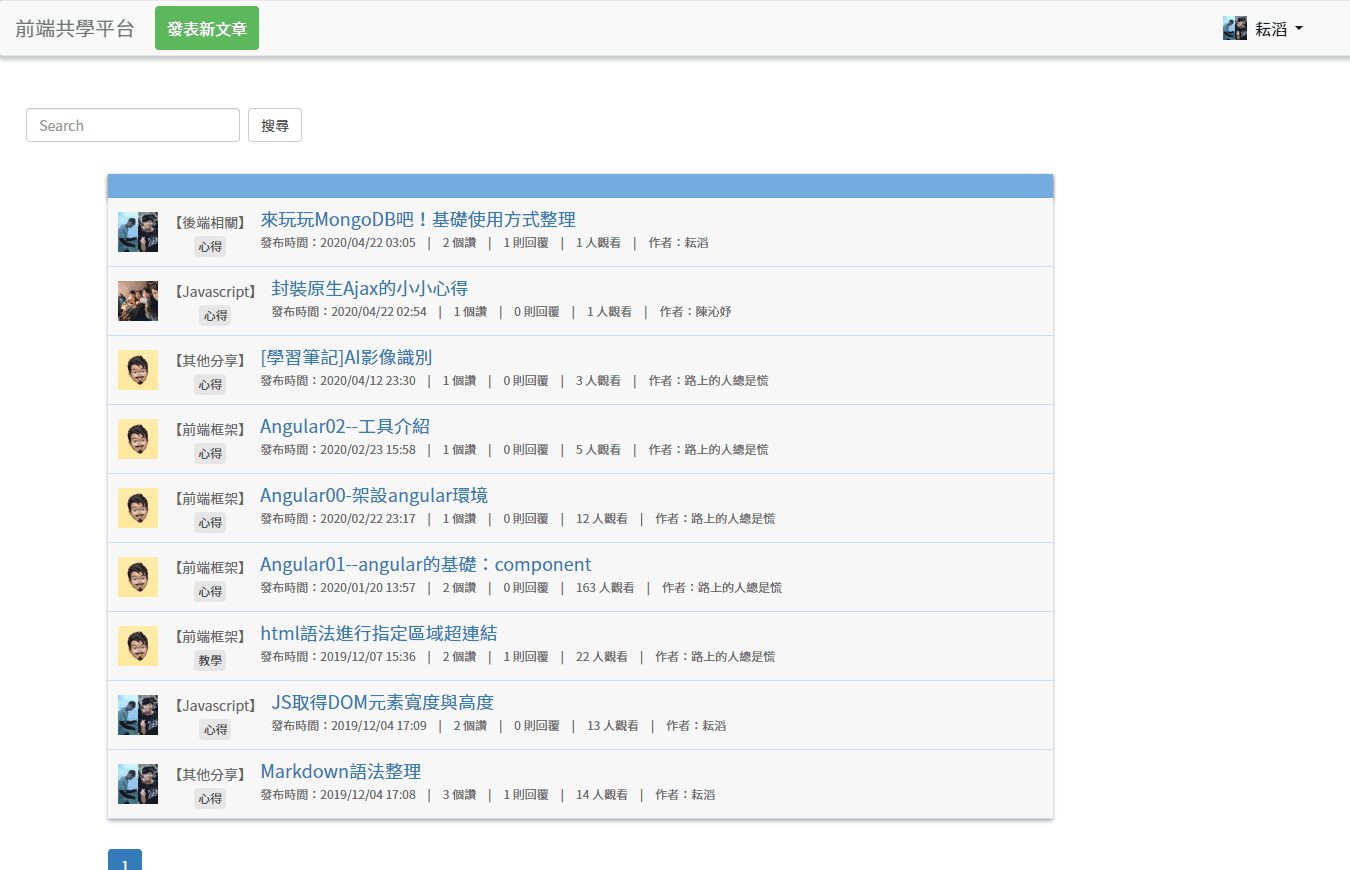 前端共學平台 發表新文章 耘滔
Search 搜尋
【後端相關】 來玩玩MongoDB吧！基礎使用方式整理
心得 發布時間：2020/04/22 03:05 | 2 個讚 | 1 則回覆 | 1 人觀看 | 作者：耘滔
【Javascript】 封裝原生Ajax的小小心得
心得 發布時間：2020/04/22 02:54 | 1 個讚 | 0 則回覆 | 1 人觀看 | 作者：陳沁妤
【其他分享】 [學習筆記]AI影像識別
心得 發布時間：2020/04/12 23:30 | 1 個讚 | 0 則回覆 | 3 人觀看 | 作者：路上的人總是慌
【前端框架】 Angular02--工具介紹
心得 發布時間：2020/02/23 15:58 | 1 個讚 | 0 則回覆 | 5 人觀看 | 作者：路上的人總是慌
【前端框架】 Angular00-架設angular環境
心得 發布時間：2020/02/22 23:17 | 1 個讚 | 0 則回覆 | 12 人觀看 | 作者：路上的人總是慌
【前端框架】 Angular01--angular的基礎：component
心得 發布時間：2020/01/20 13:57 | 2 個讚 | 0 則回覆 | 163 人觀看 | 作者：路上的人總是慌
【前端框架】 html語法進行指定區域超連結
教學 發布時間：2019/12/07 15:36 | 2 個讚 | 1 則回覆 | 22 人觀看 | 作者：路上的人總是慌
【Javascript】 JS取得DOM元素寬度與高度
心得 發布時間：2019/12/04 17:09 | 2 個讚 | 0 則回覆 | 13 人觀看 | 作者：耘滔
【其他分享】 Markdown語法整理
心得 發布時間：2019/12/04 17:08 | 3 個讚 | 1 則回覆 | 14 人觀看 | 作者：耘滔
1